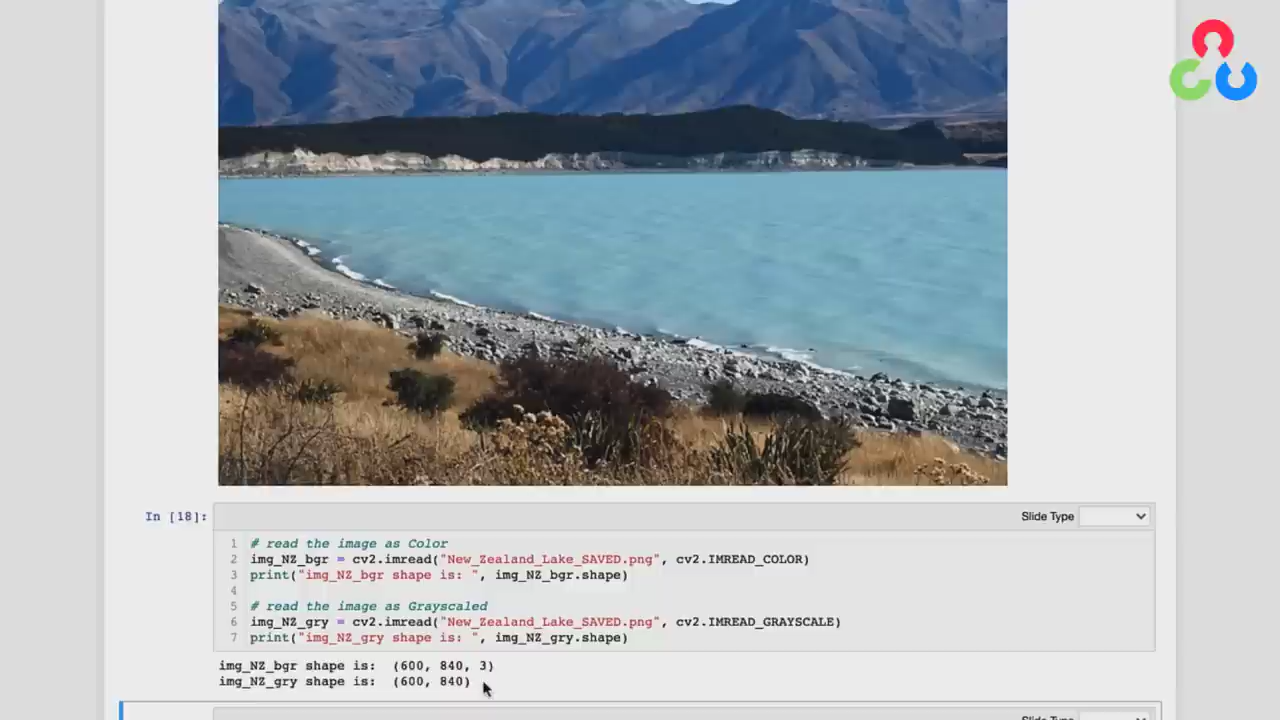 In [18]:
Slide Type
1 # read the image as Color
2 img_NZ_bgr = cv2.imread("New_Zealand_Lake_SAVED.png", cv2.IMREAD_COLOR)
3 print("img_NZ_bgr shape is: ", img_NZ_bgr.shape)
4
5 # read the image as Grayscaled
6 img_NZ_gry = cv2.imread("New_Zealand_Lake_SAVED.png", cv2.IMREAD_GRAYSCALE)
7 print("img_NZ_gry shape is: ", img_NZ_gry.shape)
img_NZ_bgr shape is:  (600, 840, 3)
img_NZ_gry shape is:  (600, 840)
Slide Type